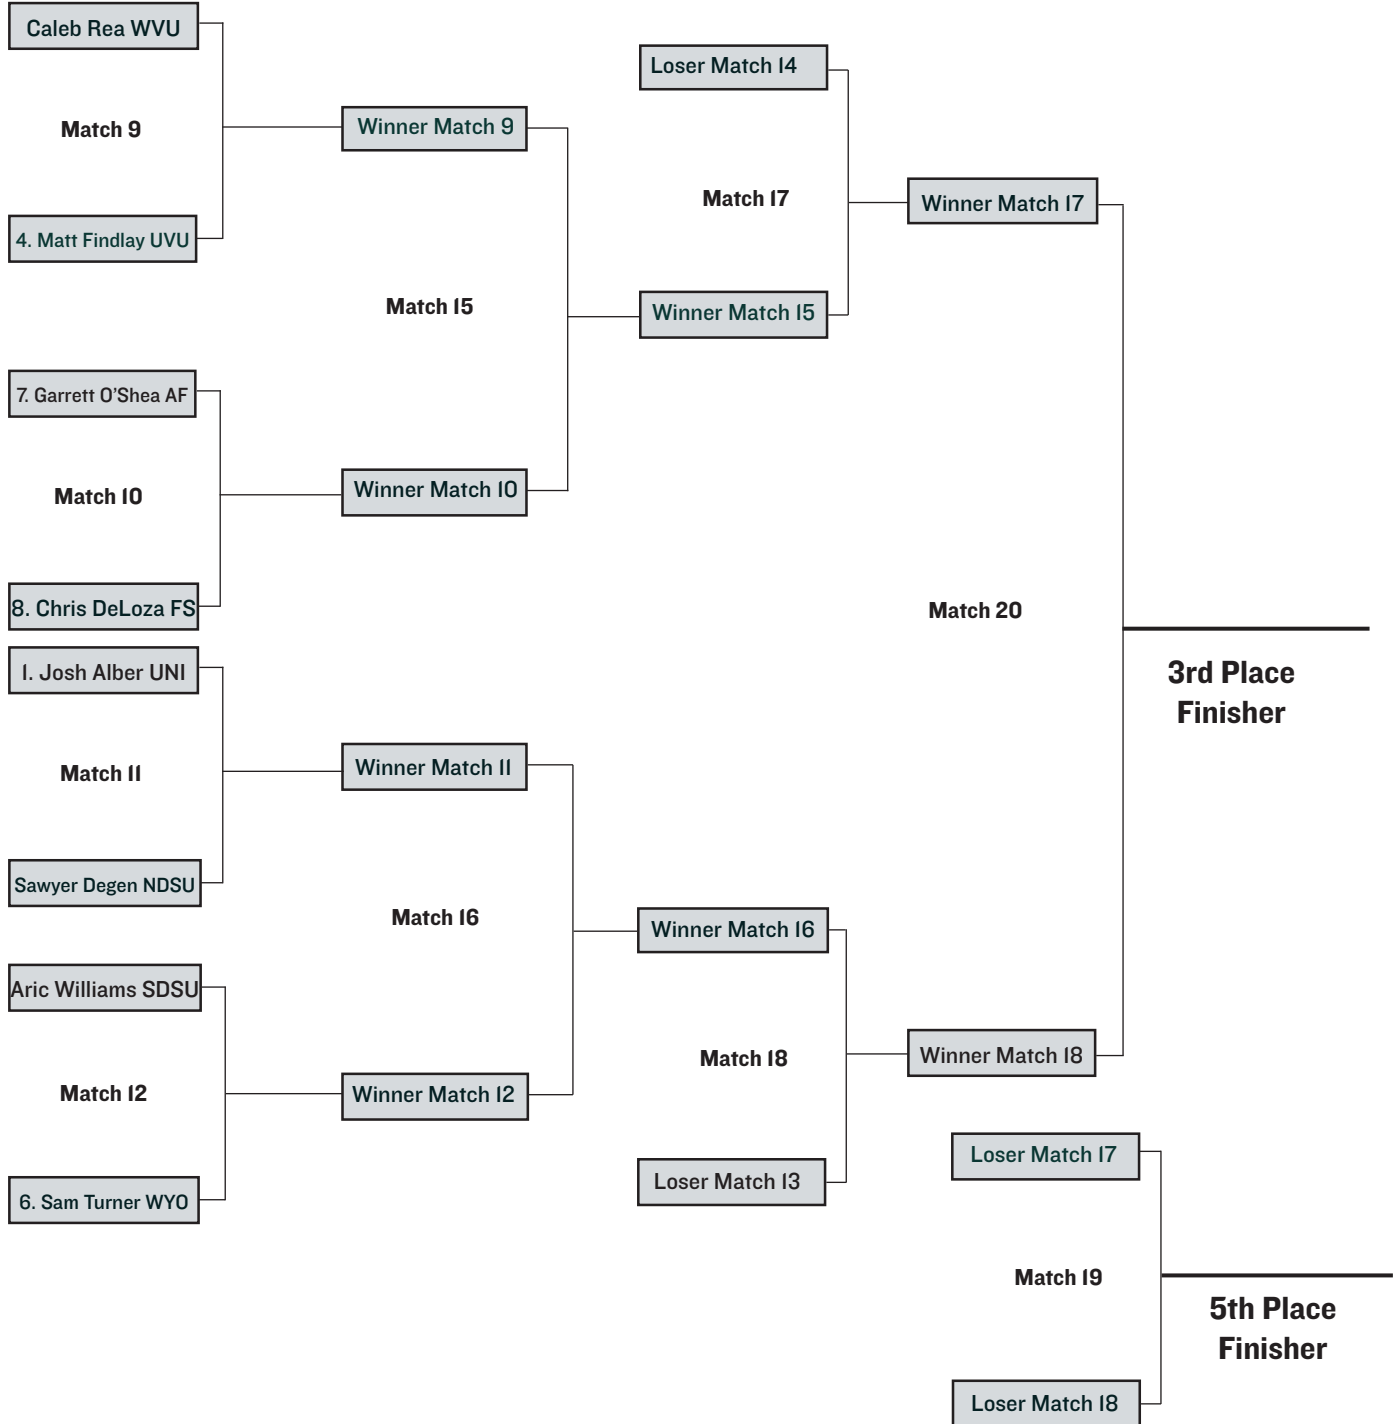 Caleb Rea WVU
Match 9
4. Matt Findlay UVU
Winner Match 9
Match 15
7. Garrett O'Shea AF
Match 10
8. Chris DeLoza FS
Winner Match 10
Loser Match 14
Match 17
Winner Match 15
Winner Match 17
1. Josh Alber UNI
Match 11
Sawyer Degen NDSU
Winner Match 11
Match 16
Aric Williams SDSU
Match 12
6. Sam Turner WYO
Winner Match 12
Winner Match 16
Match 18
Loser Match 13
Winner Match 18
Match 20
3rd Place
Finisher
Loser Match 17
Match 19
Loser Match 18
5th Place
Finisher